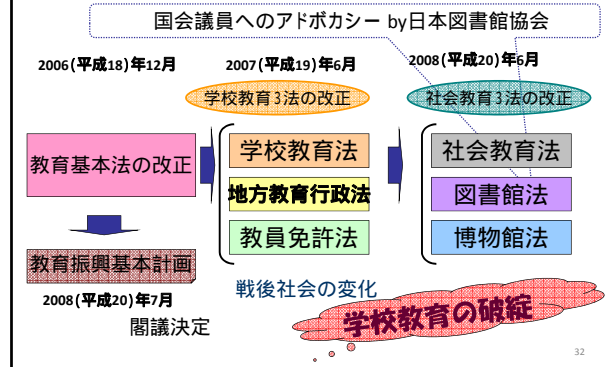 国会議員へのアドボカシー by日本図書館協会
2006(平成18)年12月
2007(平成19)年6月
2008(平成20)年6月
学校教育3法の改正
社会教育3法の改正
教育基本法の改正
学校教育法
地方教育行政法
教員免許法
社会教育法
図書館法
博物館法
教育振興基本計画
2008(平成20)年7月
閣議決定
戦後社会の変化
学校教育の破綻
32